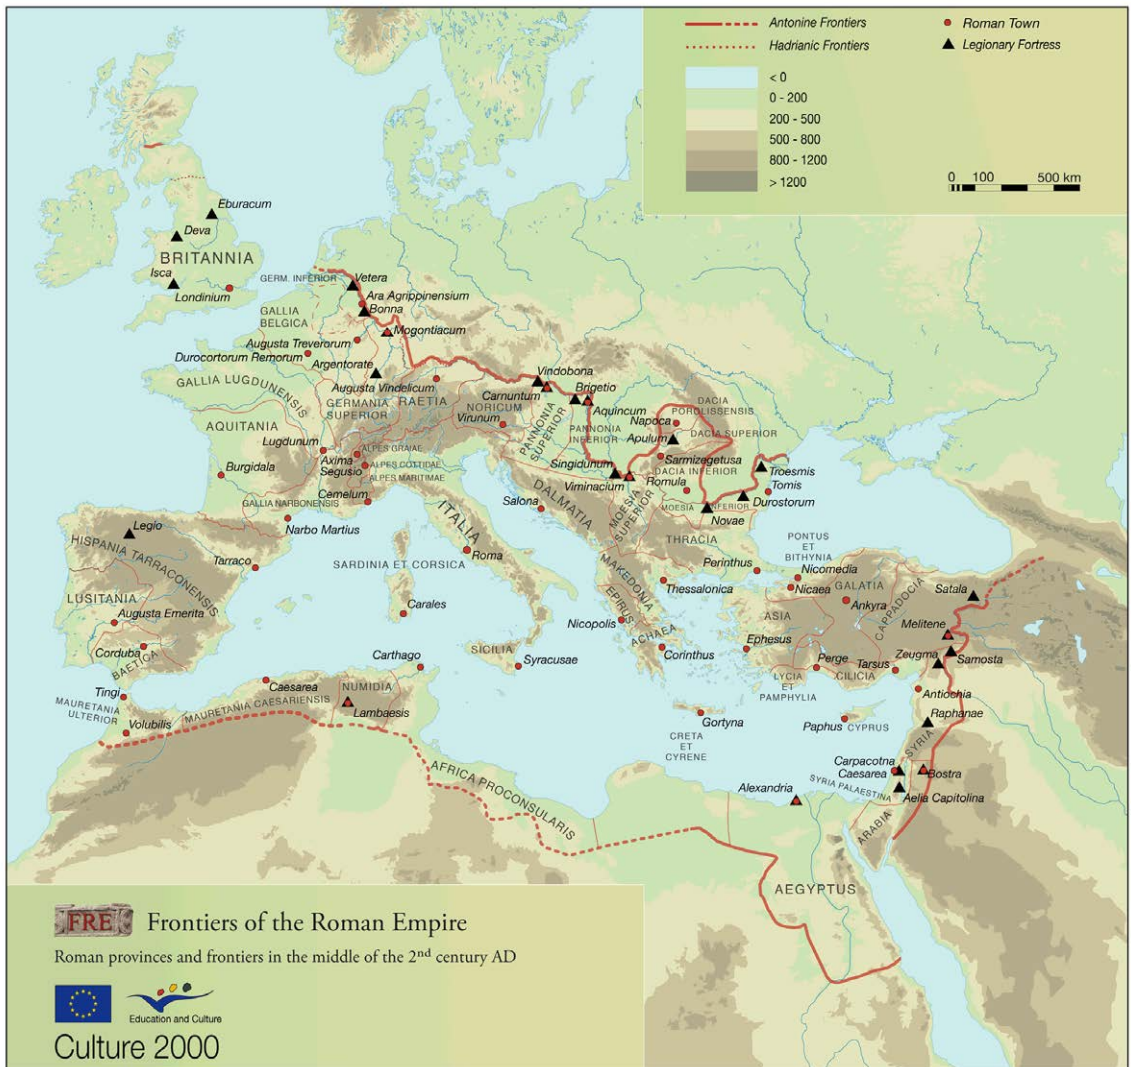 Antonine Frontiers
Roman Town
Hadrianic Frontiers
Legionary Fortress
< 0
0 - 200
200 - 500
500 - 800
800 - 1200
> 1200
0 100 500 km
Eburacum
Deva
BRITANNIA
Isca
Londinium
GERM. INFERIOR
Vetera
Ara Agrippinensium
Bonna
GALLIA
BELGICA
Mogontiacum
Augusta Treverorum
Durocortorum Remorum
Argentorate
GALLIA LUGDUNENSIS
Augusta Vindelicum
GERMANIA
SUPERIOR
RAETIA
NORICUM
Virunum
Vindobona
Carnuntum
Brigetio
Aquincum
PANNONIA
SUPERIOR
PANNONIA
INFERIOR
DACIA
POROLISSENSIS
Napoca
DACIA SUPERIOR
Apulum
Sarmizegetusa
DACIA INFERIOR
Romula
Singidunum
Viminacium
MOESIA
SUPERIOR
MOESIA
INFERIOR
Troesmis
Tomis
Durostorum
Novae
AQUITANIA
Lugdunum
ALPES GRAIAE
Axima
Segusio
ALPES COTTIDAE
ALPES MARITIMAE
Burdigala
Cemelum
GALLIA NARBONENSIS
Narbo Martius
Salona
DALMATIA
ITALIA
Roma
Legio
HISPANIA TARRACONENSIS
Tarraco
SARDINIA ET CORSICA
THRACIA
PONTUS
ET
BITHYNIA
Perinthus
Nicomedia
Nicaea
GALATIA
Ankyra
CAPPADOCIA
Satala
MAKEDONIA
Thessalonica
EPIRUS
LUSITANIA
Augusta Emerita
Carales
Nicopolis
ACHAEA
ASIA
Melitene
Corduba
BAETICA
Carthago
SICILIA
Syracusae
Corinthus
Ephesus
Perge
Tarsus
Zeugma
Samosta
LYCIA
ET
PAMPHYLIA
CILICIA
Antiochia
Tingi
MAURETANIA
ULTERIOR
Volubilis
Caesarea
MAURETANIA CAESARIENSIS
NUMIDIA
Lambaesis
Gortyna
Paphus
CYPRUS
Raphanae
SYRIA
CRETA
ET
CYRENE
Carpacotna
Caesarea
Bostra
SYRIA PALAESTINA
Aelia Capitolina
AFRICA PROCONSULARIS
Alexandria
ARABIA
AEGYPTUS
FRE
Frontiers of the Roman Empire
Roman provinces and frontiers in the middle of the 2nd century AD
Education and Culture
Culture 2000